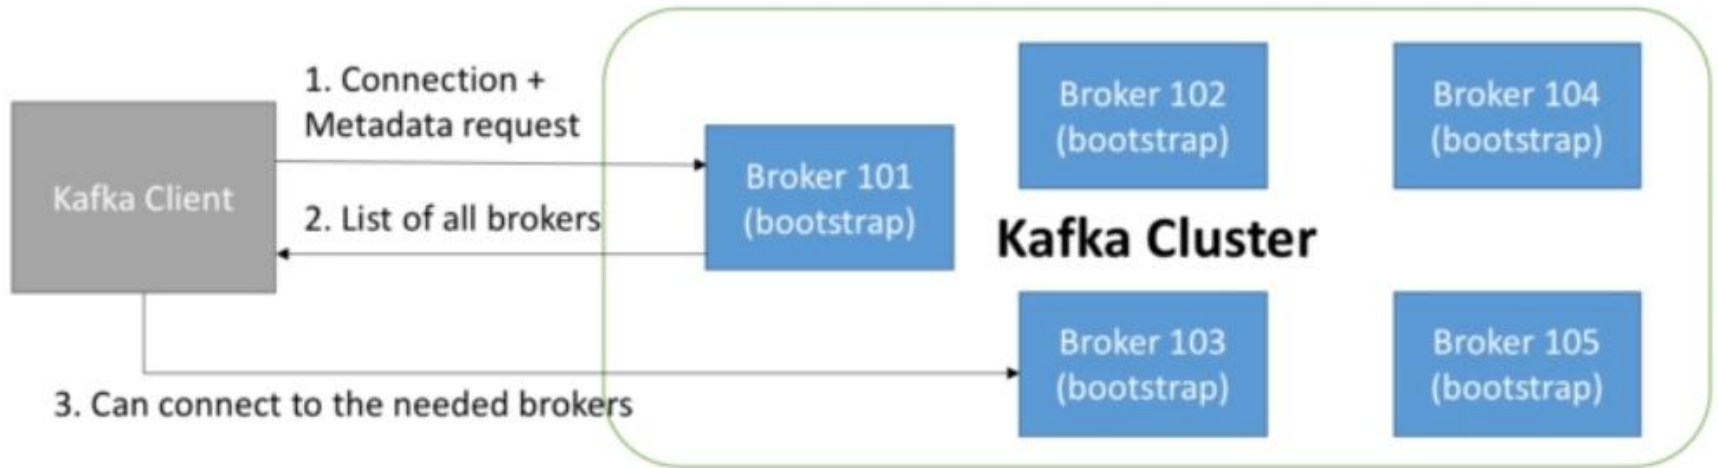 1. Connection +
Metadata request
Kafka Client
2. List of all brokers
3. Can connect to the needed brokers
Broker 101
(bootstrap)
Broker 102
(bootstrap)
Broker 104
(bootstrap)
Kafka Cluster
Broker 103
(bootstrap)
Broker 105
(bootstrap)